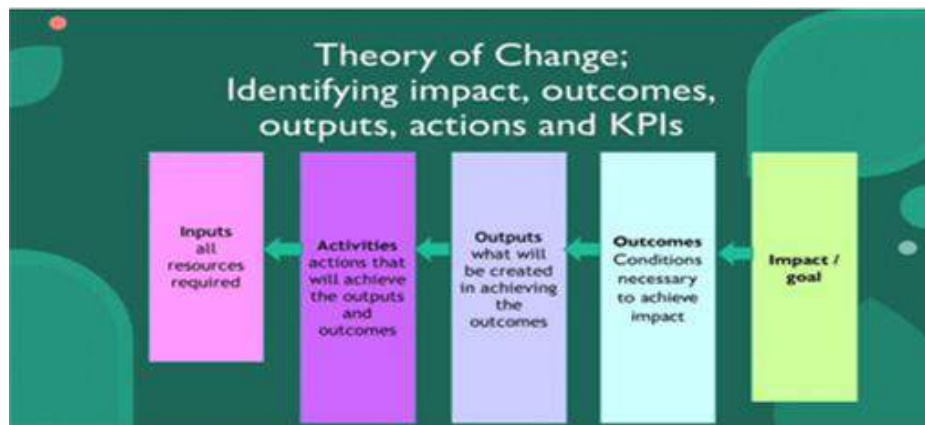 Theory of Change;
Identifying impact, outcomes,
outputs, actions and KPIs
Inputs
all
resources
required
Activities
actions that
will achieve
the outputs
and
outcomes
Outputs
what will
be created
in achieving
the
outcomes
Outcomes
Conditions
necessary
to achieve
impact
Impact /
goal